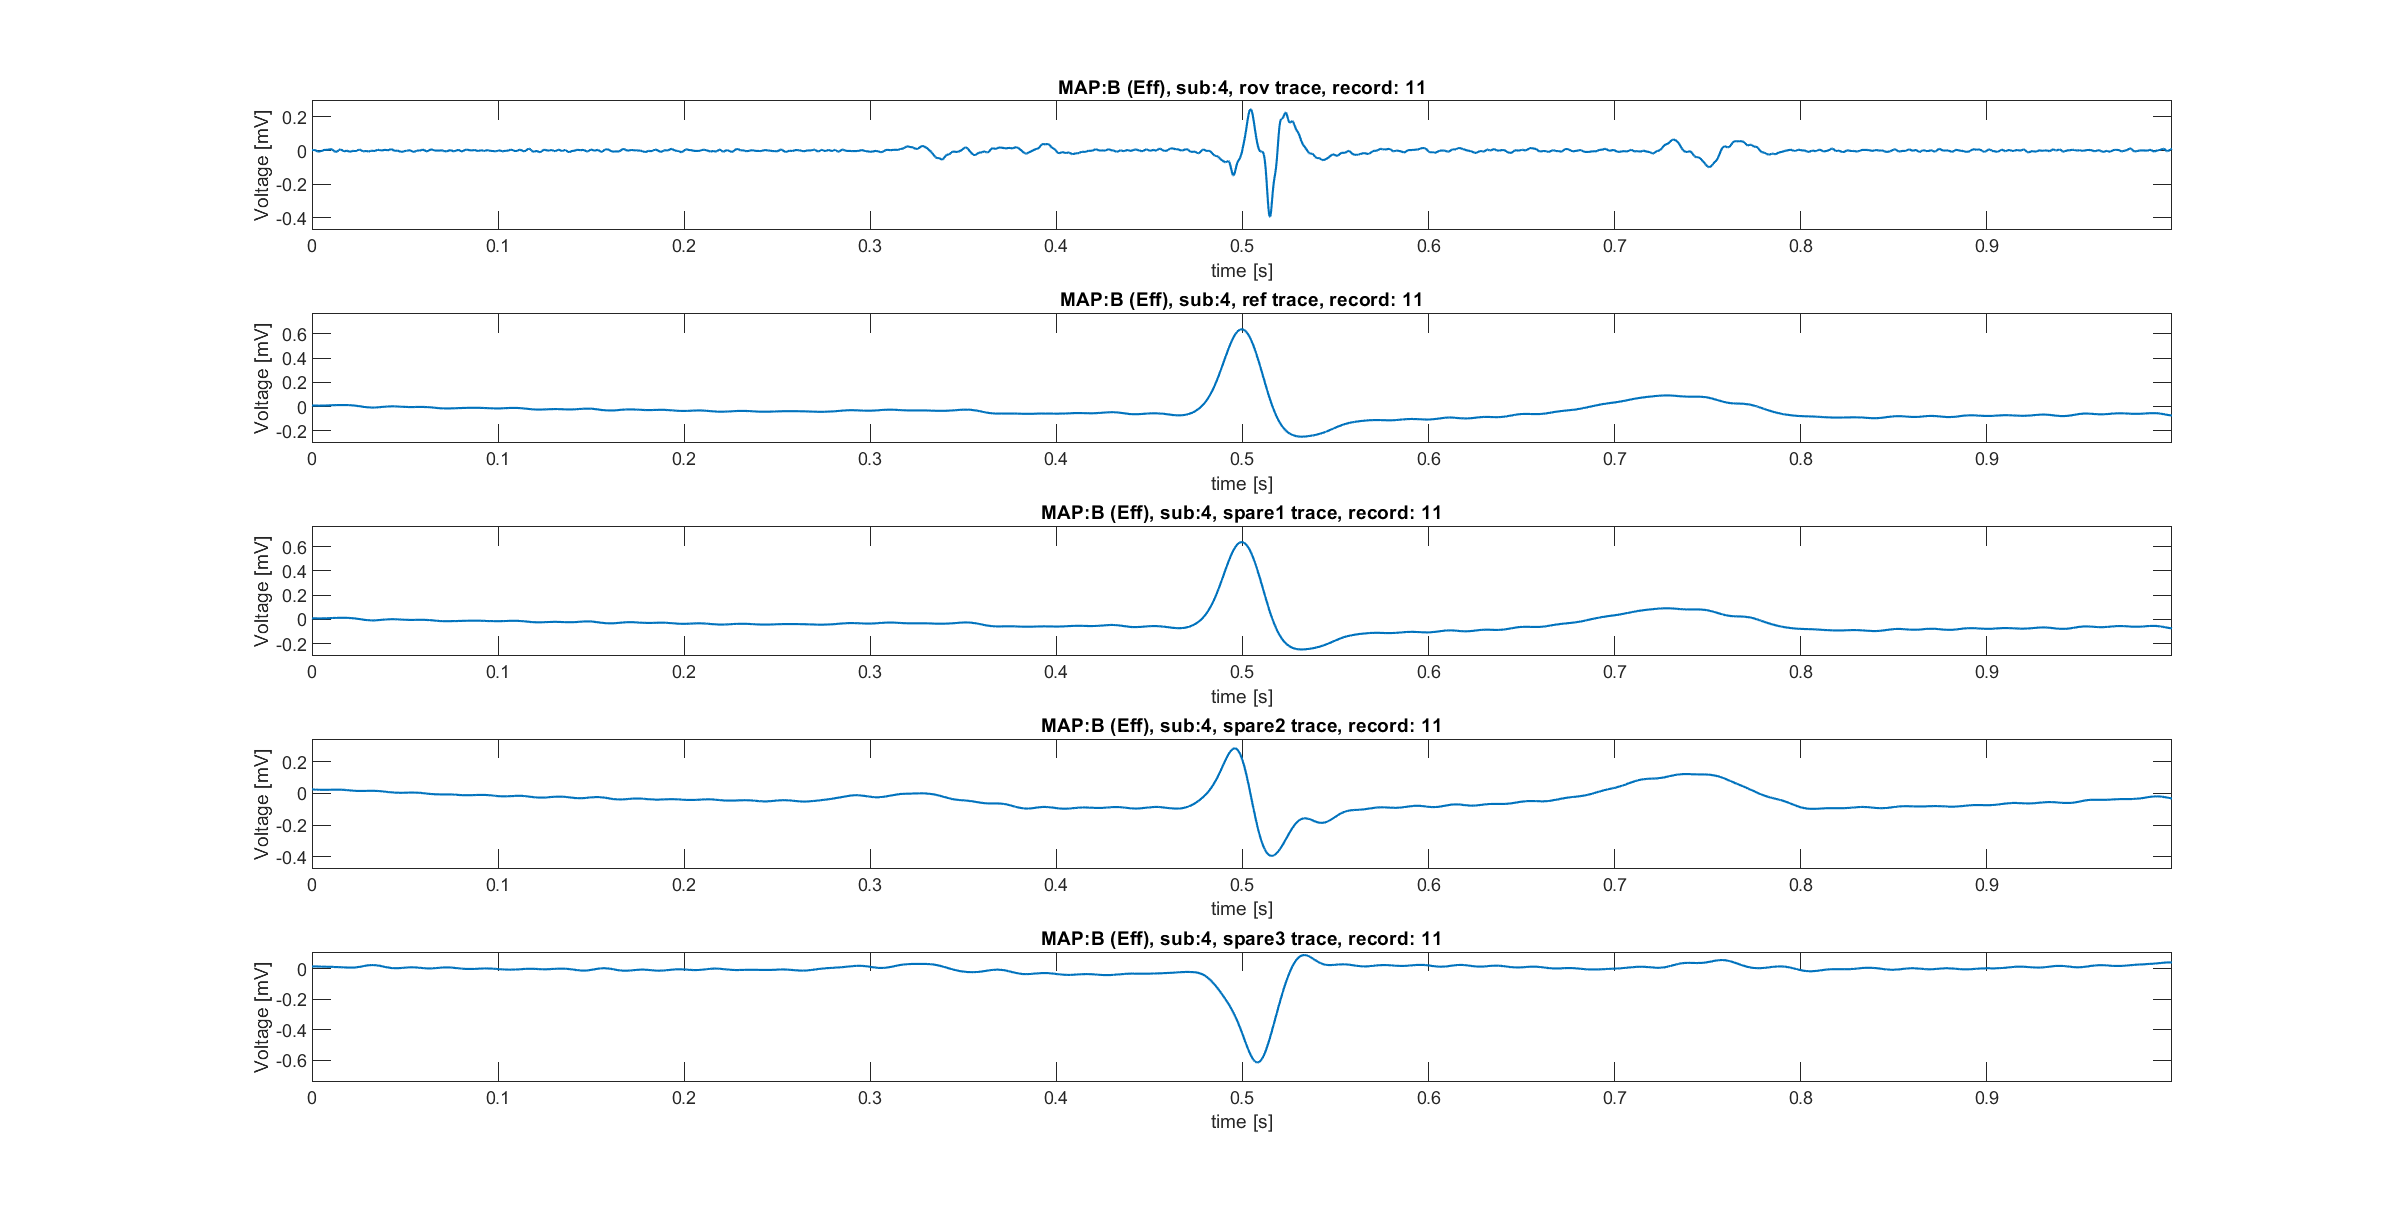 MAP:B (Eff), sub:4, rov trace, record: 11
Voltage [mV]
0.2
0
-0.2
-0.4
0 0.1 0.2 0.3 0.4 0.5 0.6 0.7 0.8 0.9
time [s]
MAP:B (Eff), sub:4, ref trace, record: 11
Voltage [mV]
0.6
0.4
0.2
0
-0.2
0 0.1 0.2 0.3 0.4 0.5 0.6 0.7 0.8 0.9
time [s]
MAP:B (Eff), sub:4, spare1 trace, record: 11
Voltage [mV]
0.6
0.4
0.2
0
-0.2
0 0.1 0.2 0.3 0.4 0.5 0.6 0.7 0.8 0.9
time [s]
MAP:B (Eff), sub:4, spare2 trace, record: 11
Voltage [mV]
0.2
0
-0.2
-0.4
0 0.1 0.2 0.3 0.4 0.5 0.6 0.7 0.8 0.9
time [s]
MAP:B (Eff), sub:4, spare3 trace, record: 11
Voltage [mV]
0
-0.2
-0.4
-0.6
0 0.1 0.2 0.3 0.4 0.5 0.6 0.7 0.8 0.9
time [s]